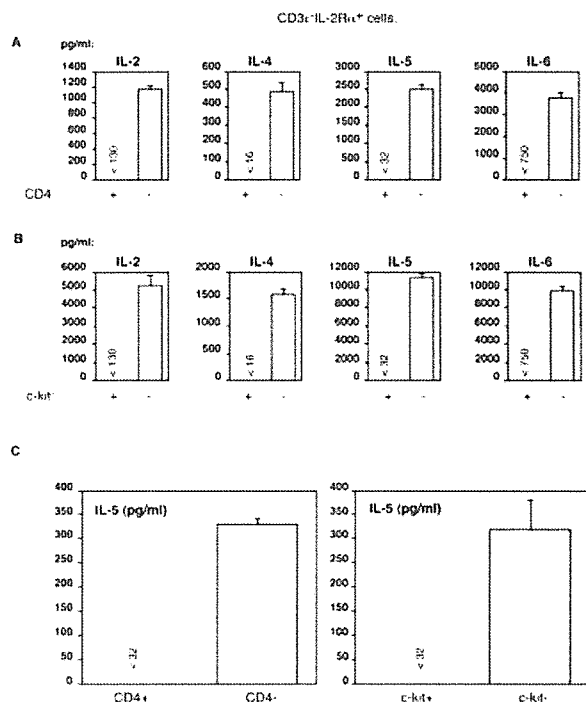 CD3ε⁻IL-2Rα⁺ cells:
A
pg/ml:
IL-2 IL-4 IL-5 IL-6
1400 600 3000 6000
1200 500 2500 5000
1000 400 2000 4000
800 300 1500 3000
600 200 1000 2000
400 100 500 1000
200 0 0 0
0
< 130 < 16 < 32 < 750
CD4 + - + - + - + -
B
pg/ml:
IL-2 IL-4 IL-5 IL-6
6000 2000 12000 12000
5000 1500 10000 10000
4000 1000 8000 8000
3000 500 6000 6000
2000 0 4000 4000
1000 2000 2000
0 0 0
< 130 < 16 < 32 < 750
c-kit + - + - + - + -
C
IL-5 (pg/ml) IL-5 (pg/ml)
400 400
350 350
300 300
250 250
200 200
150 150
100 100
50 50
0 0
< 32 < 32
CD4+ CD4- c-kit+ c-kit-